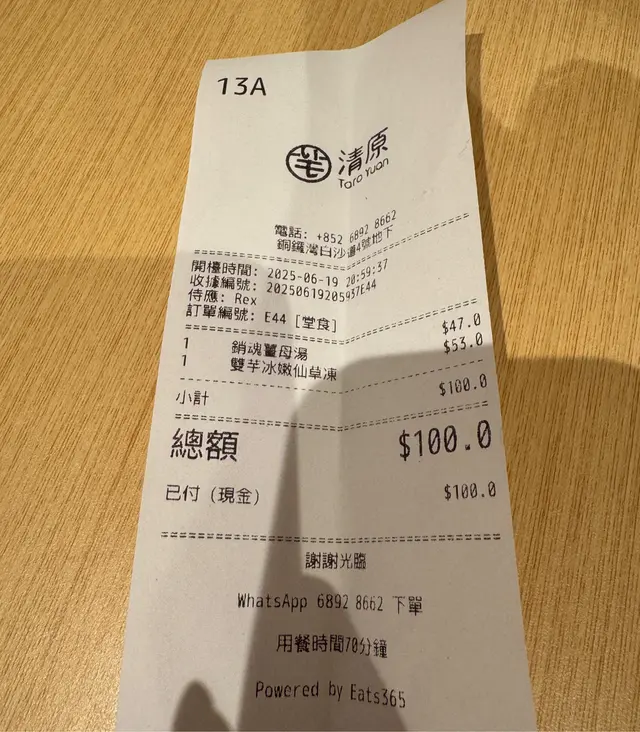 13A
芋 清原
Taro Yuan
電話: +852 6892 8662
銅鑼灣白沙道4號地下
開檯時間: 2025-06-19 20:59:37
收據編號: 20250619205937E44
侍應: Rex
訂單編號: E44 [堂食]
1 銷魂薑母湯 $47.0
1 雙芋冰嫩仙草凍 $53.0
小計 $100.0
總額 $100.0
已付 (現金) $100.0
謝謝光臨
WhatsApp 6892 8662 下單
用餐時間70分鐘
Powered by Eats365